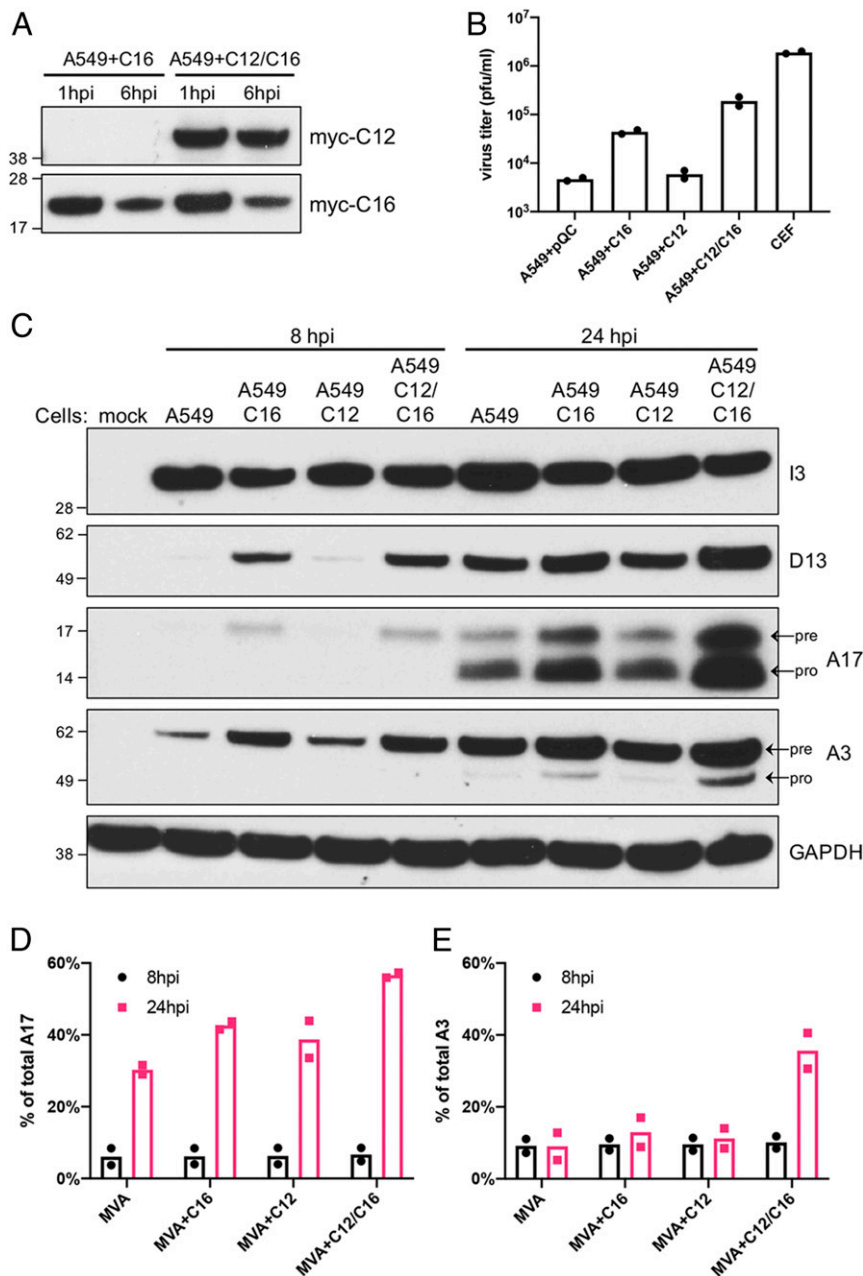 A
A549+C16 A549+C12/C16
1hpi 6hpi 1hpi 6hpi
myc-C12
38
28
myc-C16
17
B
virus titer (pfu/ml)
10⁷
10⁶
10⁵
10⁴
10³
A549+pQC A549+C16 A549+C12 A549+C12/C16 CEF
C
8 hpi 24 hpi
Cells: mock A549 A549 C16 A549 C12 A549 C12/ C16 A549 A549 C16 A549 C12 A549 C12/ C16
I3
28
62
D13
49
17
pre
A17
14
pro
62
pre
A3
49
pro
38
GAPDH
D
% of total A17
60%
40%
20%
0%
8hpi
24hpi
MVA MVA+C16 MVA+C12 MVA+C12/C16
E
% of total A3
60%
40%
20%
0%
8hpi
24hpi
MVA MVA+C16 MVA+C12 MVA+C12/C16